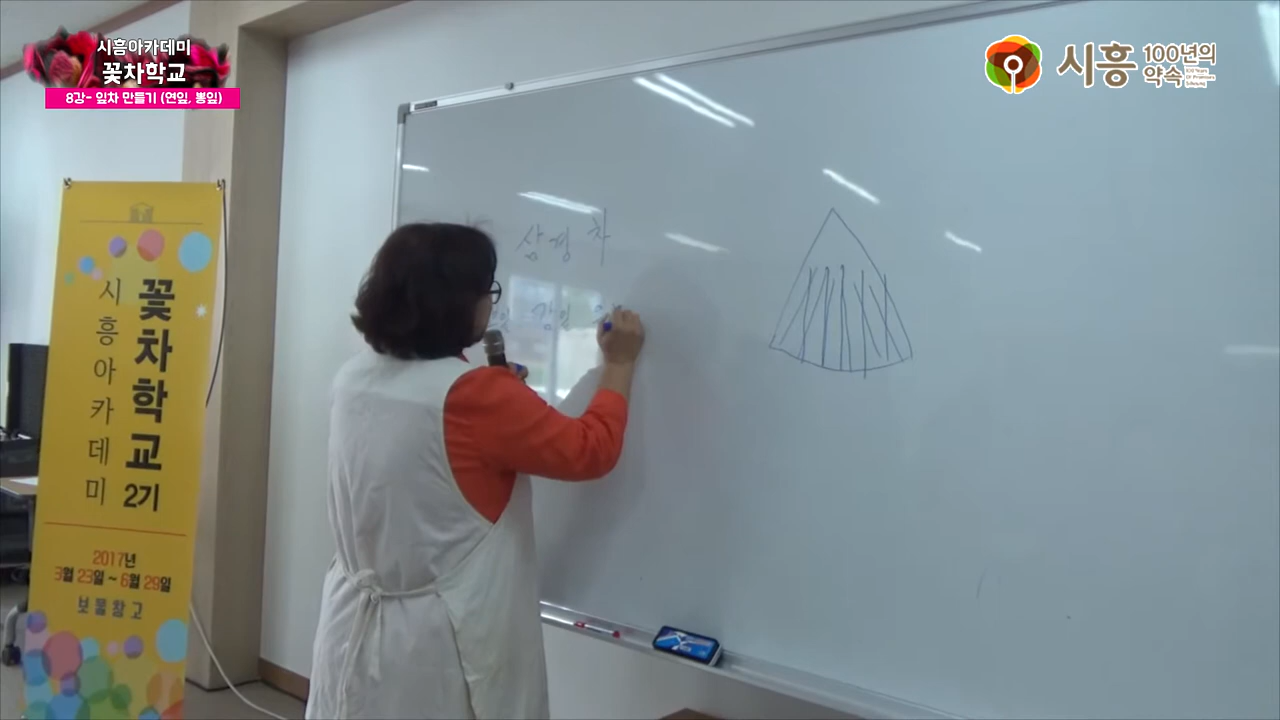 시흥아카데미
꽃차학교
8강- 잎차 만들기 (연잎, 뽕잎)
시흥 100년의
약속
삼경차
꽃차학교 2기
시흥아카데미
2017년
3월 23일 ~ 6월 29일
보물창고